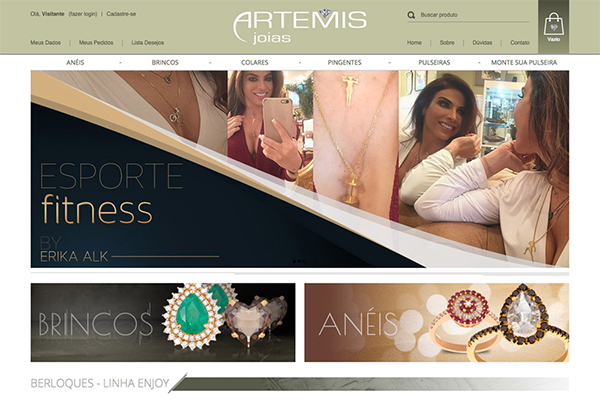 Olá, Visitante (fazer login) | Cadastre-se
ARTEMIS
joias
Buscar produto
Vazio
Meus Dados | Meus Pedidos | Lista Desejos
Home | Sobre | Dúvidas | Contato
ANÉIS - BRINCOS - COLARES - PINGENTES - PULSEIRAS - MONTE SUA PULSEIRA
ESPORTE
fitness
BY
ERIKA ALK
BRINCOS
ANÉIS
BERLOQUES - LINHA ENJOY